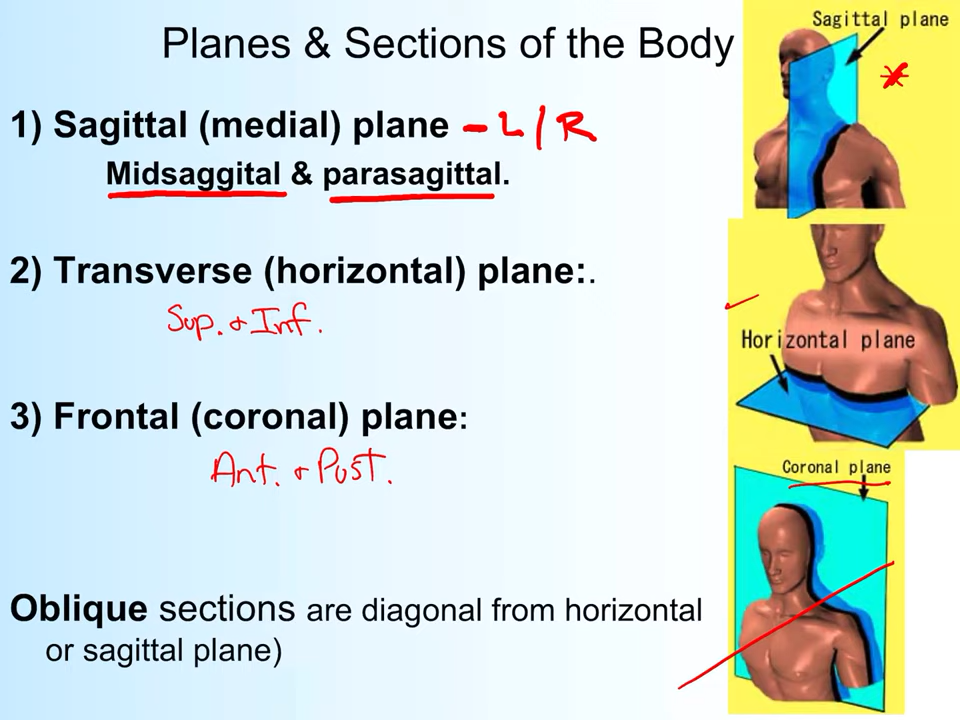 Planes & Sections of the Body
1) Sagittal (medial) plane - L / R
Midsaggital & parasagittal.
2) Transverse (horizontal) plane:.
Sup. & Inf.
3) Frontal (coronal) plane:
Ant. & Post.
Oblique sections are diagonal from horizontal
or sagittal plane)
Sagittal plane
Horizontal plane
Coronal plane